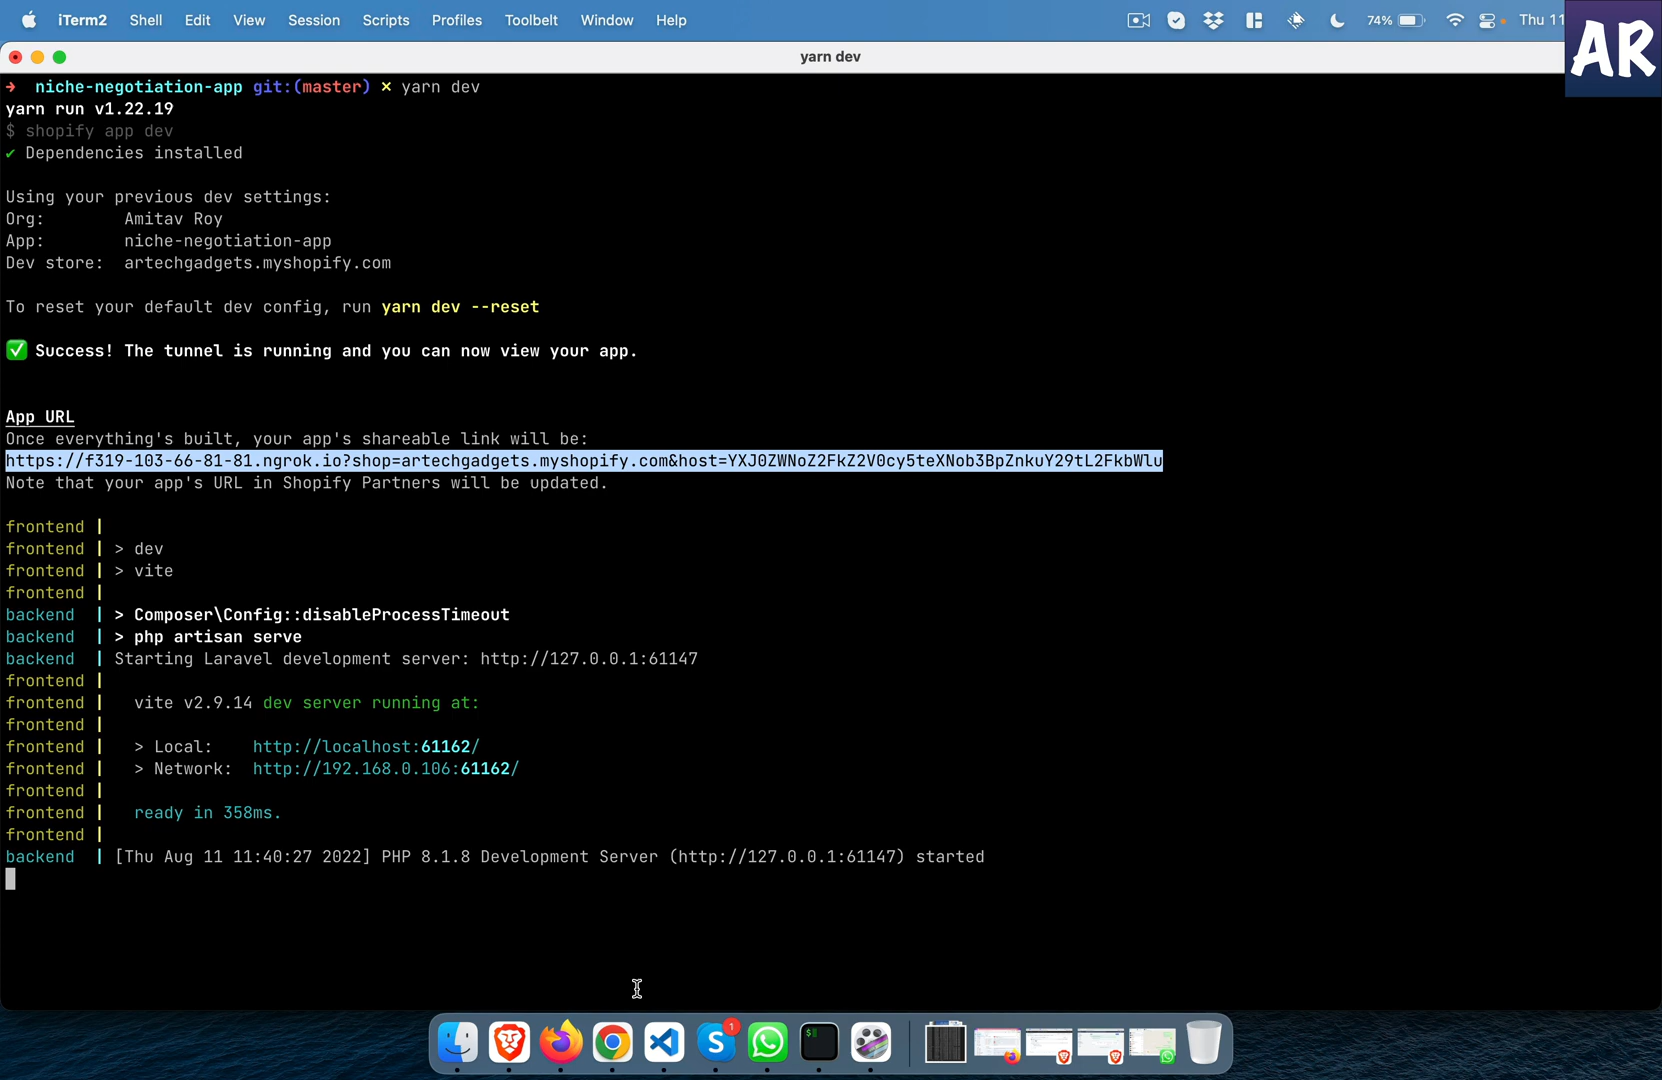 iTerm2 Shell Edit View Session Scripts Profiles Toolbelt Window Help 74% Thu 11
AR
yarn dev
→ niche-negotiation-app git:(master) × yarn dev
yarn run v1.22.19
$ shopify app dev
✔ Dependencies installed
Using your previous dev settings:
Org: Amitav Roy
App: niche-negotiation-app
Dev store: artechgadgets.myshopify.com
To reset your default dev config, run yarn dev --reset
✅ Success! The tunnel is running and you can now view your app.
App URL
Once everything's built, your app's shareable link will be:
https://f319-103-66-81-81.ngrok.io?shop=artechgadgets.myshopify.com&host=YXJ0ZWNoZ2FkZ2V0cy5teXNob3BpZnkuY29tL2FkbWlu
Note that your app's URL in Shopify Partners will be updated.
frontend |
frontend | > dev
frontend | > vite
frontend |
backend | > Composer\Config::disableProcessTimeout
backend | > php artisan serve
backend | Starting Laravel development server: http://127.0.0.1:61147
frontend |
frontend | vite v2.9.14 dev server running at:
frontend |
frontend | > Local: http://localhost:61162/
frontend | > Network: http://192.168.0.106:61162/
frontend |
frontend | ready in 358ms.
frontend |
backend | [Thu Aug 11 11:40:27 2022] PHP 8.1.8 Development Server (http://127.0.0.1:61147) started
1